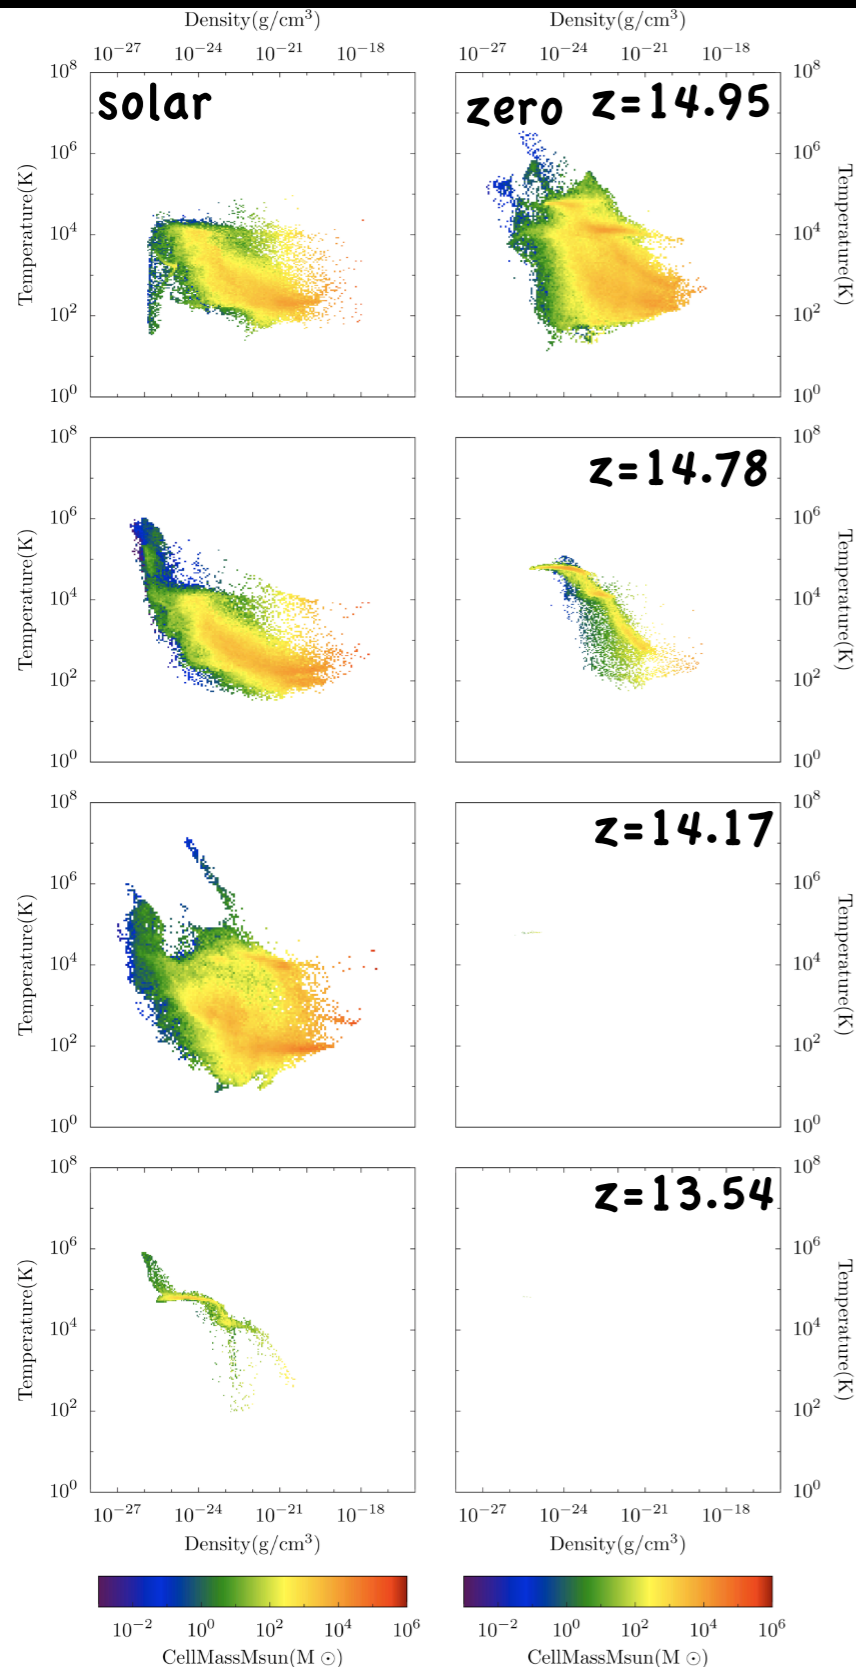 Density(g/cm³) Density(g/cm³)
10⁻²⁷ 10⁻²⁴ 10⁻²¹ 10⁻¹⁸ 10⁻²⁷ 10⁻²⁴ 10⁻²¹ 10⁻¹⁸
solar zero z=14.95
10⁸ 10⁸
10⁶ 10⁶
10⁴ 10⁴
10² 10²
10⁰ 10⁰
Temperature(K) Temperature(K)
z=14.78
10⁸ 10⁸
10⁶ 10⁶
10⁴ 10⁴
10² 10²
10⁰ 10⁰
Temperature(K) Temperature(K)
z=14.17
10⁸ 10⁸
10⁶ 10⁶
10⁴ 10⁴
10² 10²
10⁰ 10⁰
Temperature(K) Temperature(K)
z=13.54
10⁸ 10⁸
10⁶ 10⁶
10⁴ 10⁴
10² 10²
10⁰ 10⁰
Temperature(K) Temperature(K)
10⁻²⁷ 10⁻²⁴ 10⁻²¹ 10⁻¹⁸ 10⁻²⁷ 10⁻²⁴ 10⁻²¹ 10⁻¹⁸
Density(g/cm³) Density(g/cm³)
10⁻² 10⁰ 10² 10⁴ 10⁶ 10⁻² 10⁰ 10² 10⁴ 10⁶
CellMassMsun(M ⊙) CellMassMsun(M ⊙)